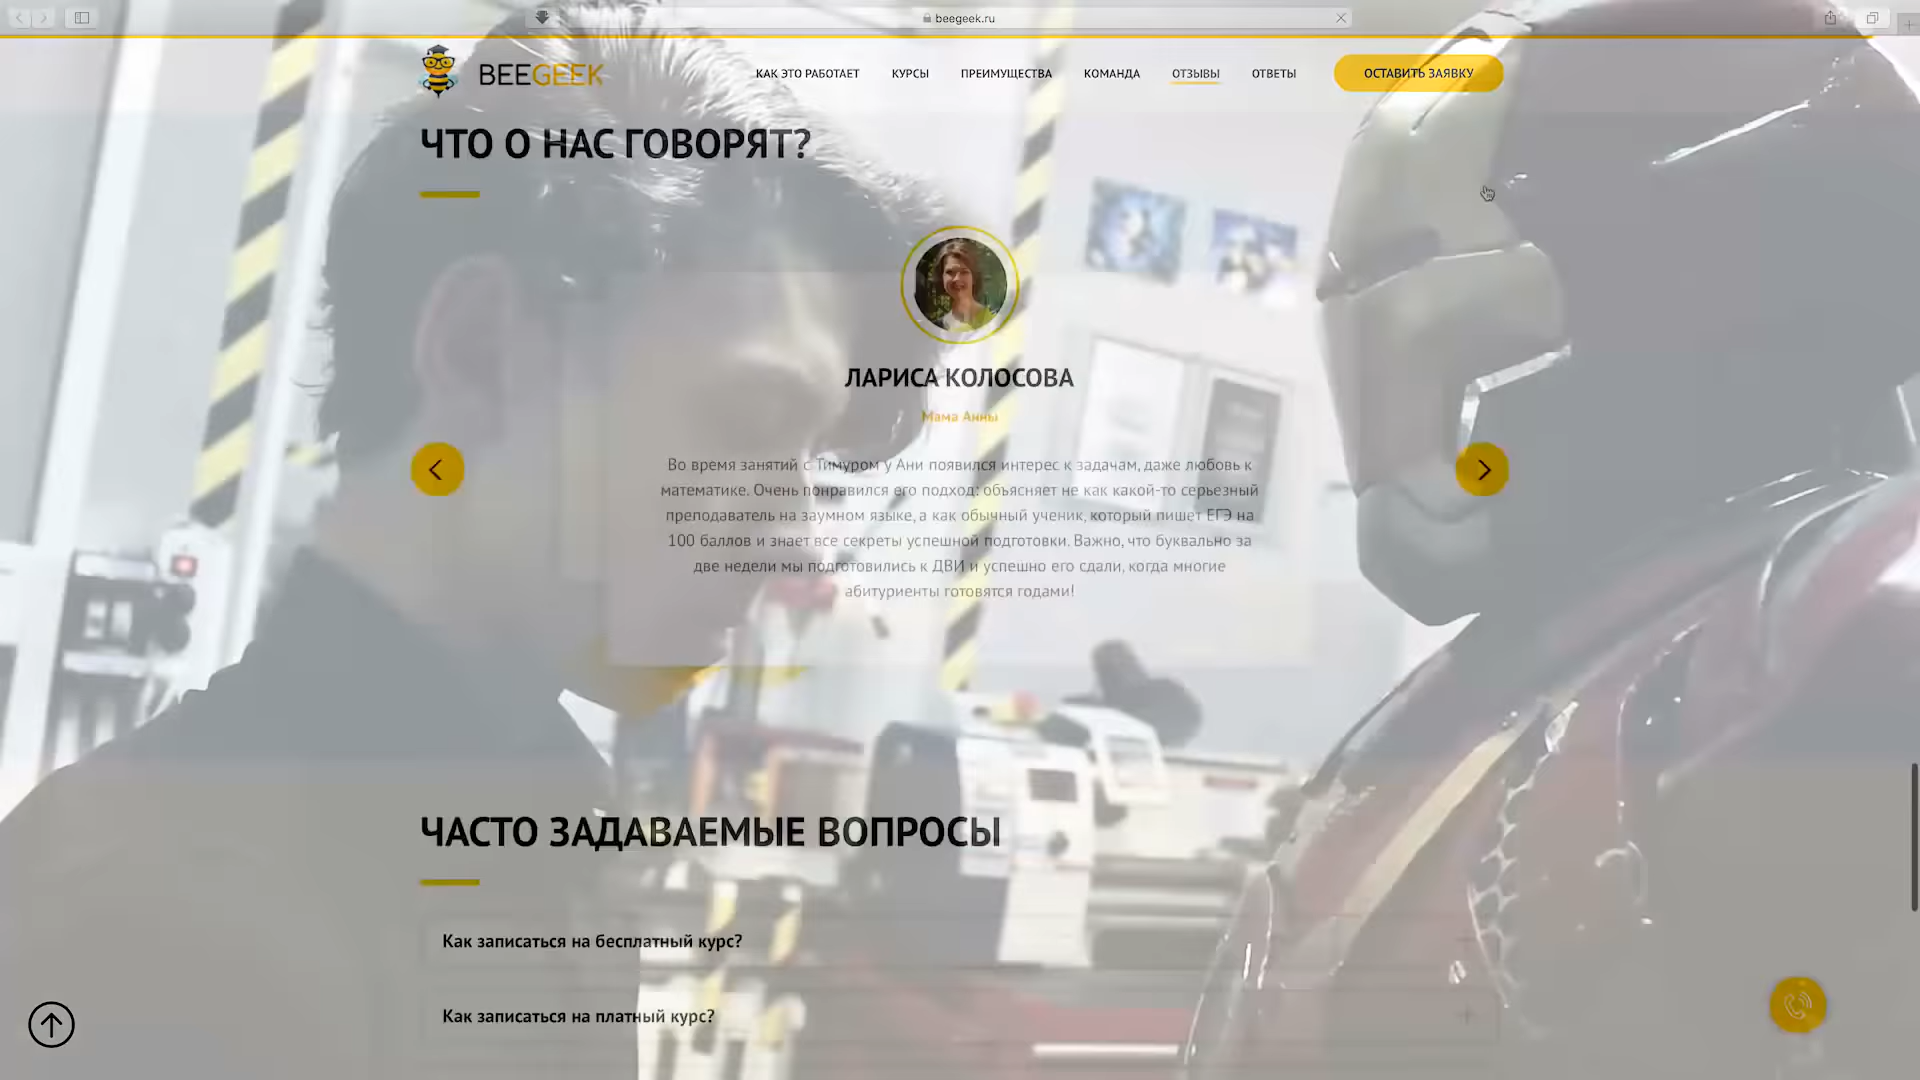 beegeek.ru
BEEGEEK
КАК ЭТО РАБОТАЕТ
КУРСЫ
ПРЕИМУЩЕСТВА
КОМАНДА
ОТЗЫВЫ
ОТВЕТЫ
ОСТАВИТЬ ЗАЯВКУ
ЧТО О НАС ГОВОРЯТ?
ЛАРИСА КОЛОСОВА
Мама Анны
Во время занятий с Тимуром у Ани появился интерес к задачам, даже любовь к
математике. Очень понравился его подход: объясняет не как какой-то серьезный
преподаватель на заумном языке, а как обычный ученик, который пишет ЕГЭ на
100 баллов и знает все секреты успешной подготовки. Важно, что буквально за
две недели мы подготовились к ДВИ и успешно его сдали, когда многие
абитуриенты готовятся годами!
ЧАСТО ЗАДАВАЕМЫЕ ВОПРОСЫ
Как записаться на бесплатный курс?
Как записаться на платный курс?